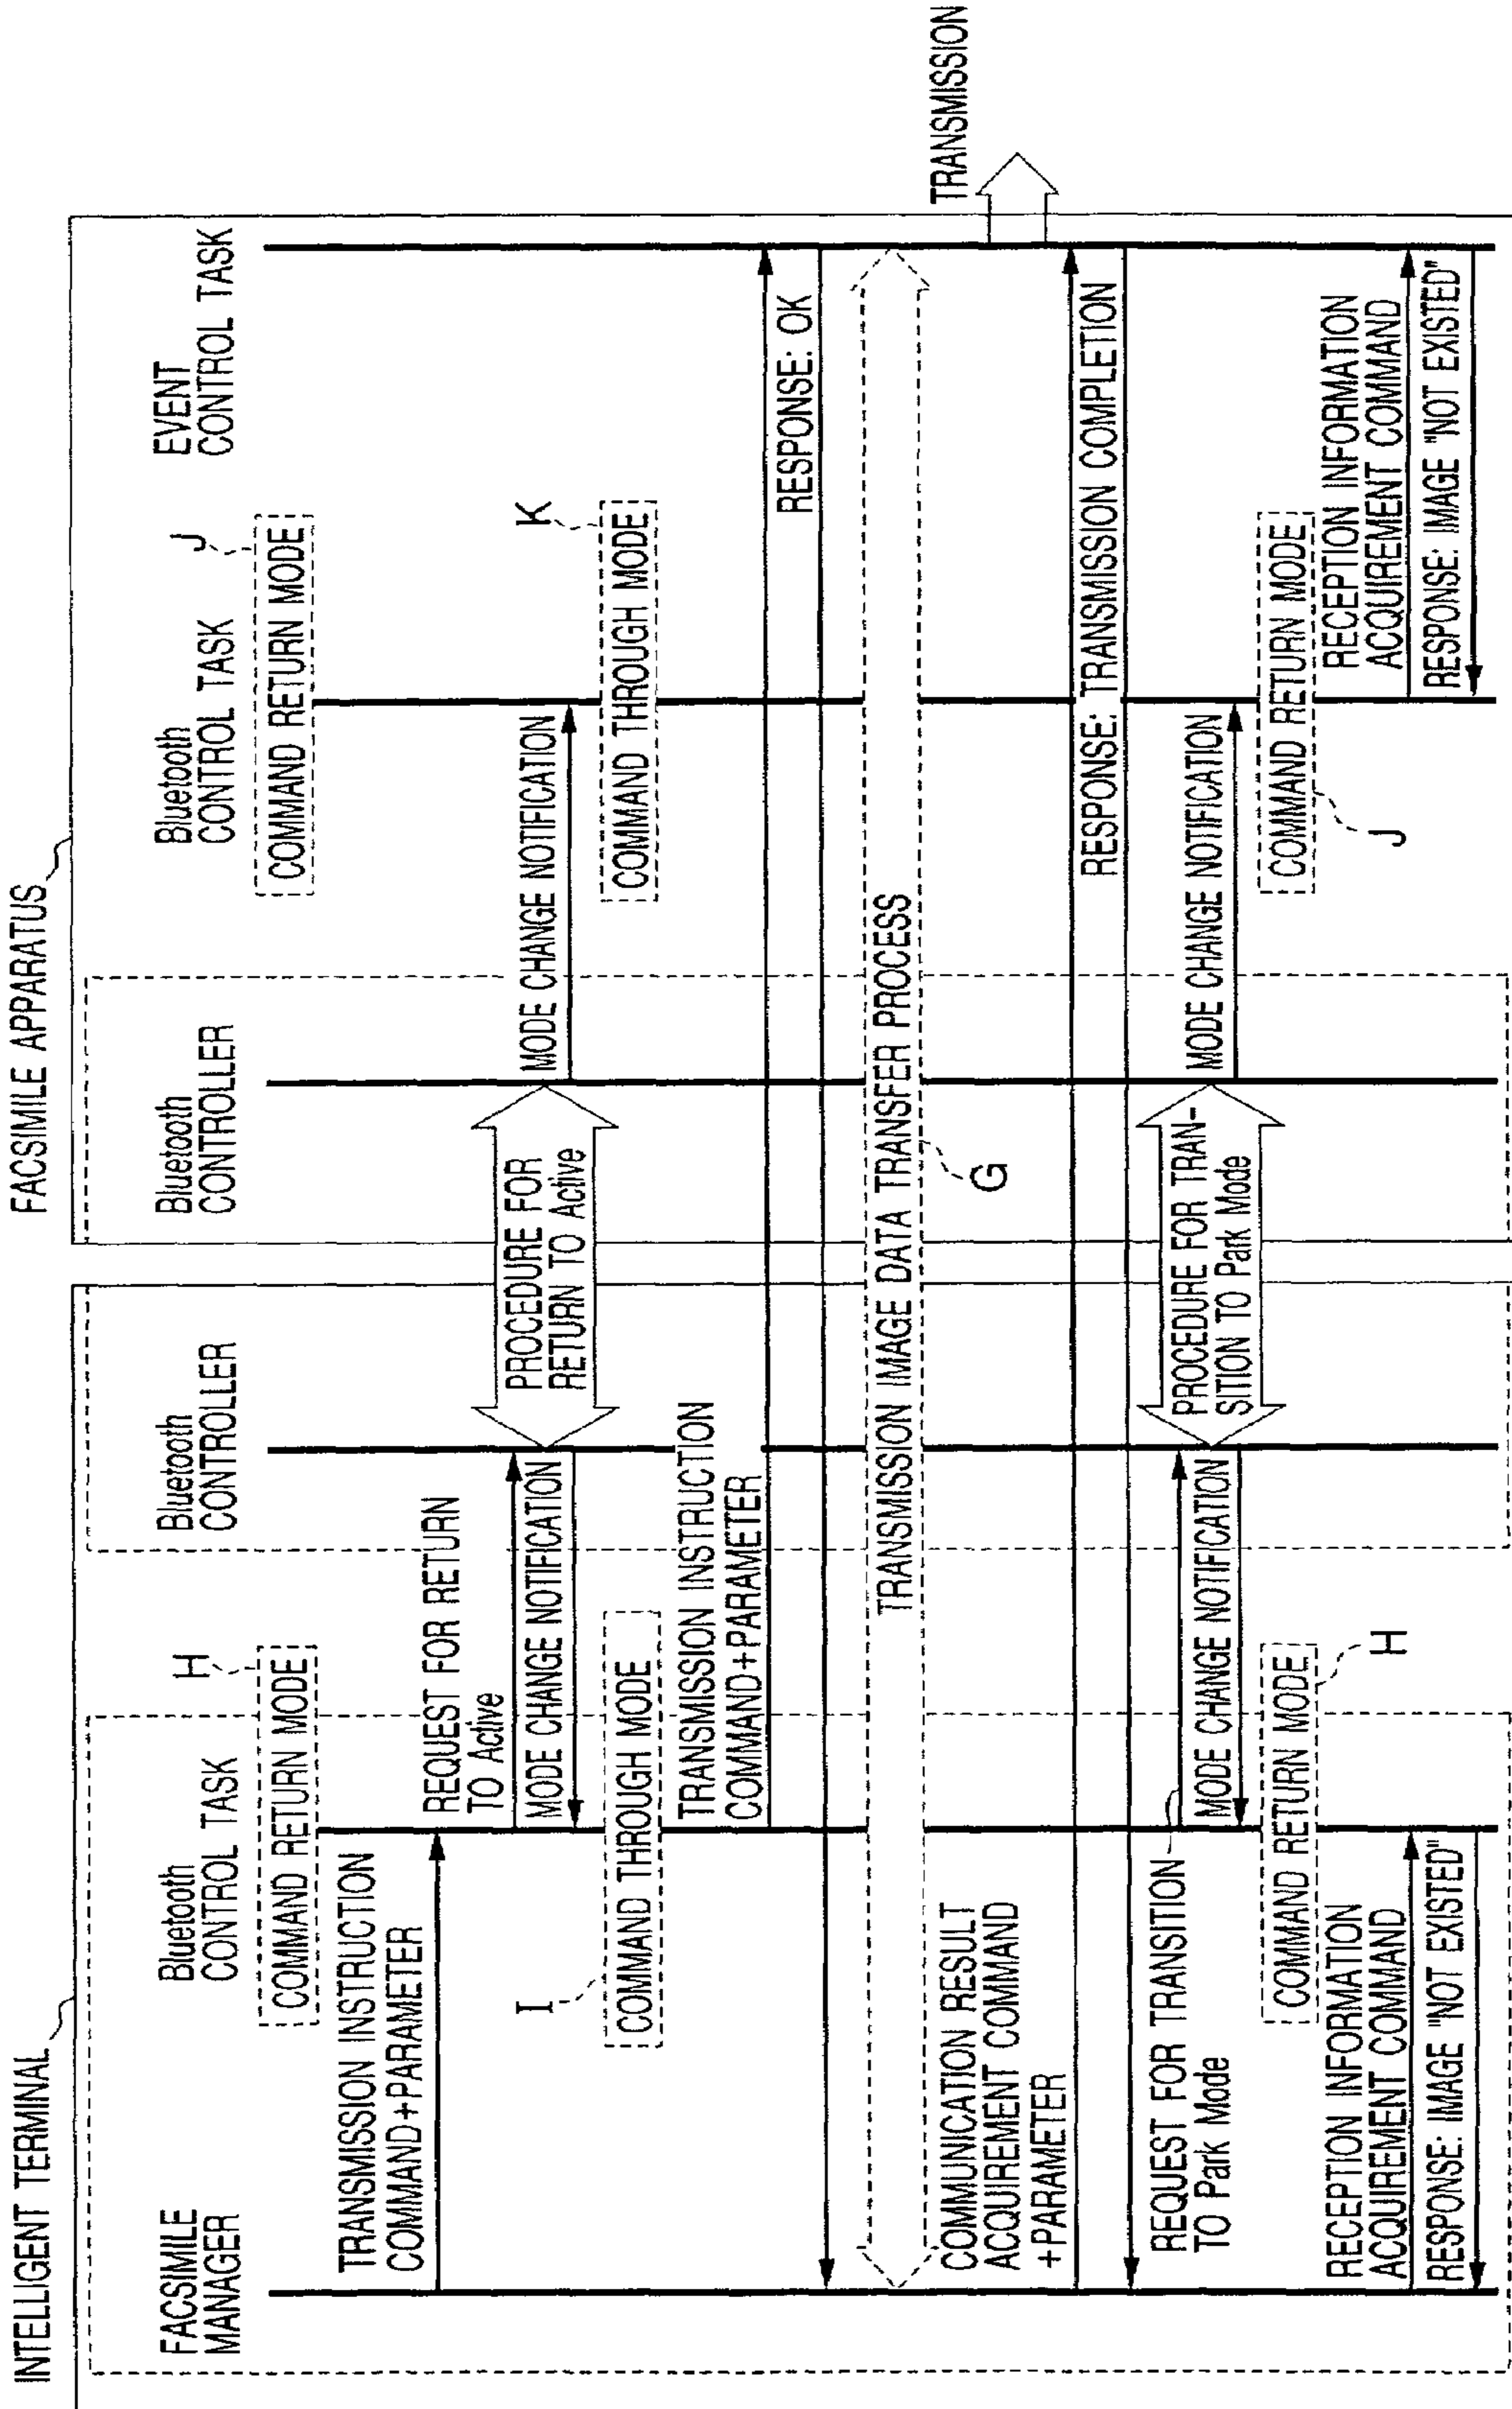 INTELLIGENT TERMINAL
FACSIMILE APPARATUS
FACSIMILE
MANAGER
Bluetooth
CONTROL TASK
Bluetooth
CONTROLLER
Bluetooth
CONTROLLER
Bluetooth
CONTROL TASK
EVENT
CONTROL TASK
COMMAND RETURN MODE
H
COMMAND RETURN MODE
J
TRANSMISSION INSTRUCTION
COMMAND+PARAMETER
REQUEST FOR RETURN
TO Active
MODE CHANGE NOTIFICATION
PROCEDURE FOR
RETURN TO Active
MODE CHANGE NOTIFICATION
I
COMMAND THROUGH MODE
K
COMMAND THROUGH MODE
TRANSMISSION INSTRUCTION
COMMAND+PARAMETER
RESPONSE: OK
TRANSMISSION IMAGE DATA TRANSFER PROCESS
G
TRANSMISSION
COMMUNICATION RESULT
ACQUIREMENT COMMAND
+PARAMETER
RESPONSE: TRANSMISSION COMPLETION
REQUEST FOR TRANSITION
TO Park Mode
MODE CHANGE NOTIFICATION
PROCEDURE FOR TRAN-
SITION TO Park Mode
MODE CHANGE NOTIFICATION
COMMAND RETURN MODE
H
COMMAND RETURN MODE
J
RECEPTION INFORMATION
ACQUIREMENT COMMAND
RESPONSE: IMAGE "NOT EXISTED"
RECEPTION INFORMATION
ACQUIREMENT COMMAND
RESPONSE: IMAGE "NOT EXISTED"